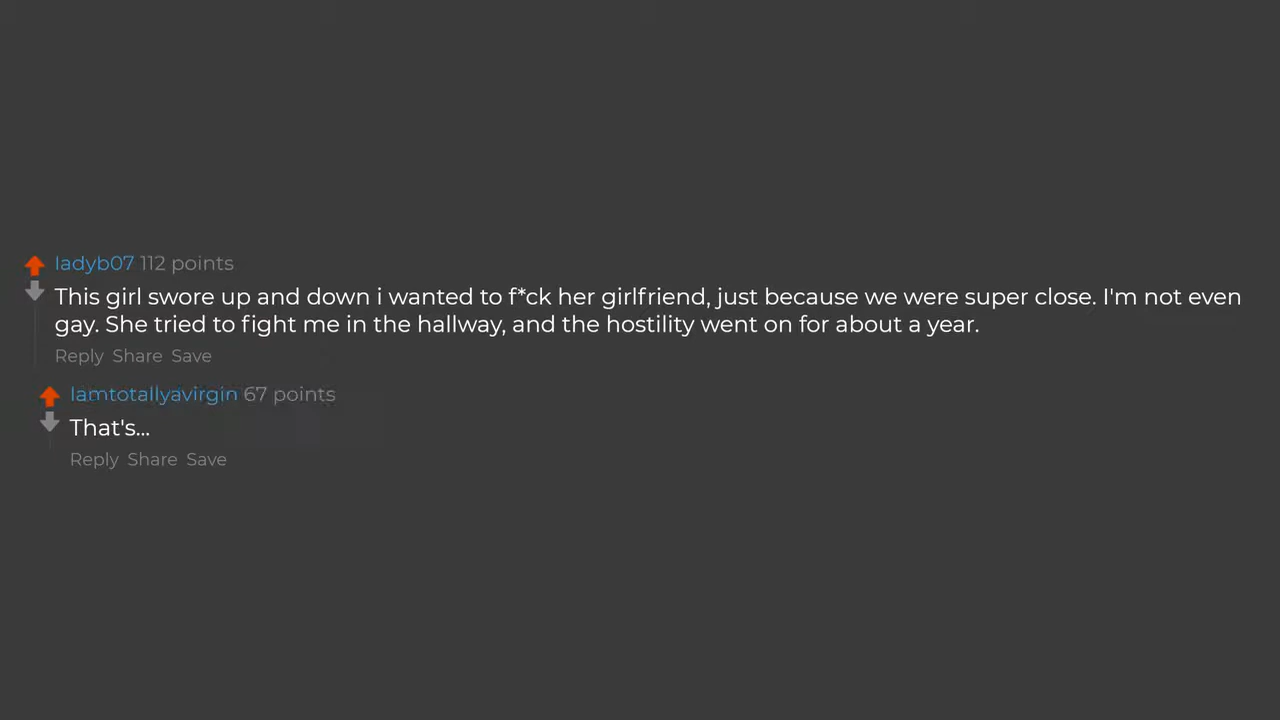 ladyb07 112 points
This girl swore up and down i wanted to f*ck her girlfriend, just because we were super close. I'm not even
gay. She tried to fight me in the hallway, and the hostility went on for about a year.
Reply Share Save
Iamtotallyavirgin 67 points
That's...
Reply Share Save